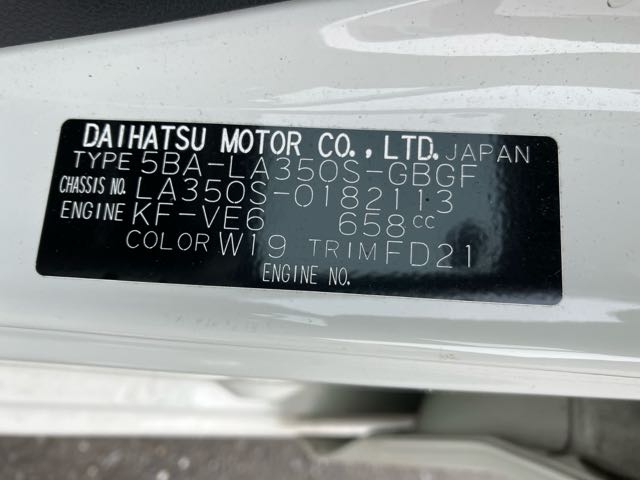 DAIHATSU MOTOR CO., LTD. JAPAN
TYPE 5BA-LA350S-GBGF
CHASSIS NO. LA350S-0182113
ENGINE KF-VE6 658cc
COLOR W19 TRIM FD21
ENGINE NO.